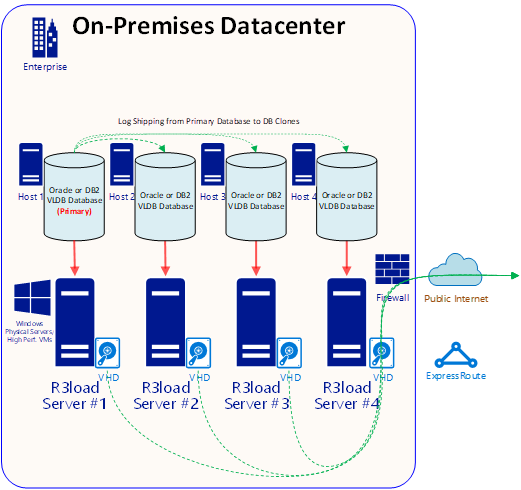 On-Premises Datacenter
Enterprise
Log Shipping from Primary Database to DB Clones
Host 1
Oracle or DB2
VLDB Database
(Primary)
Host 2
Oracle or DB2
VLDB Database
Host 3
Oracle or DB2
VLDB Database
Host 4
Oracle or DB2
VLDB Database
Windows
Physical Servers/
High Perf. VMs
Firewall
Public Internet
VHD
VHD
VHD
VHD
R3load
Server #1
R3load
Server #2
R3load
Server #3
R3load
Server #4
ExpressRoute